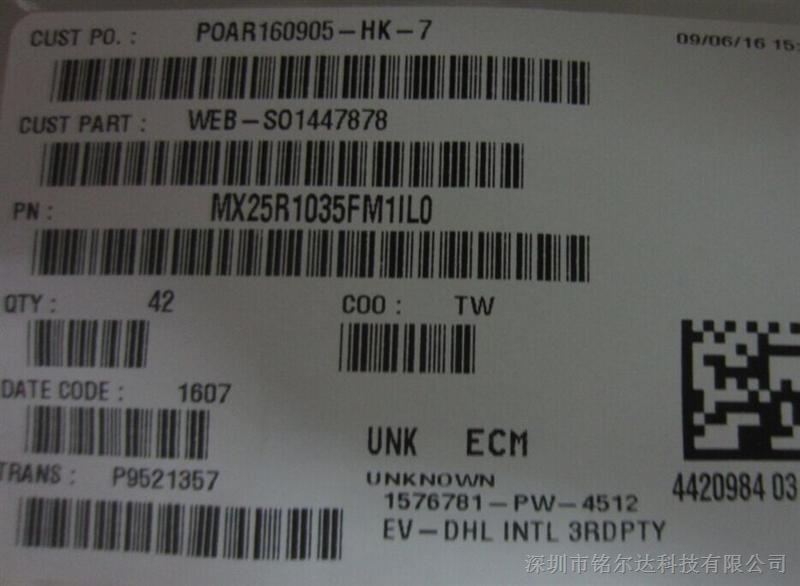 CUST PO. : POAR160905-HK-7 09/06/16 15:
CUST PART : WEB-SO1447878
PN : MX25R1035FM1IL0
QTY : 42 COO : TW
DATE CODE : 1607
UNK ECM
TRANS : P9521357
UNKNOWN
1576781-PW-4512
4420984 03
EV-DHL INTL 3RDPTY
深圳市铭尔达科技有限公司